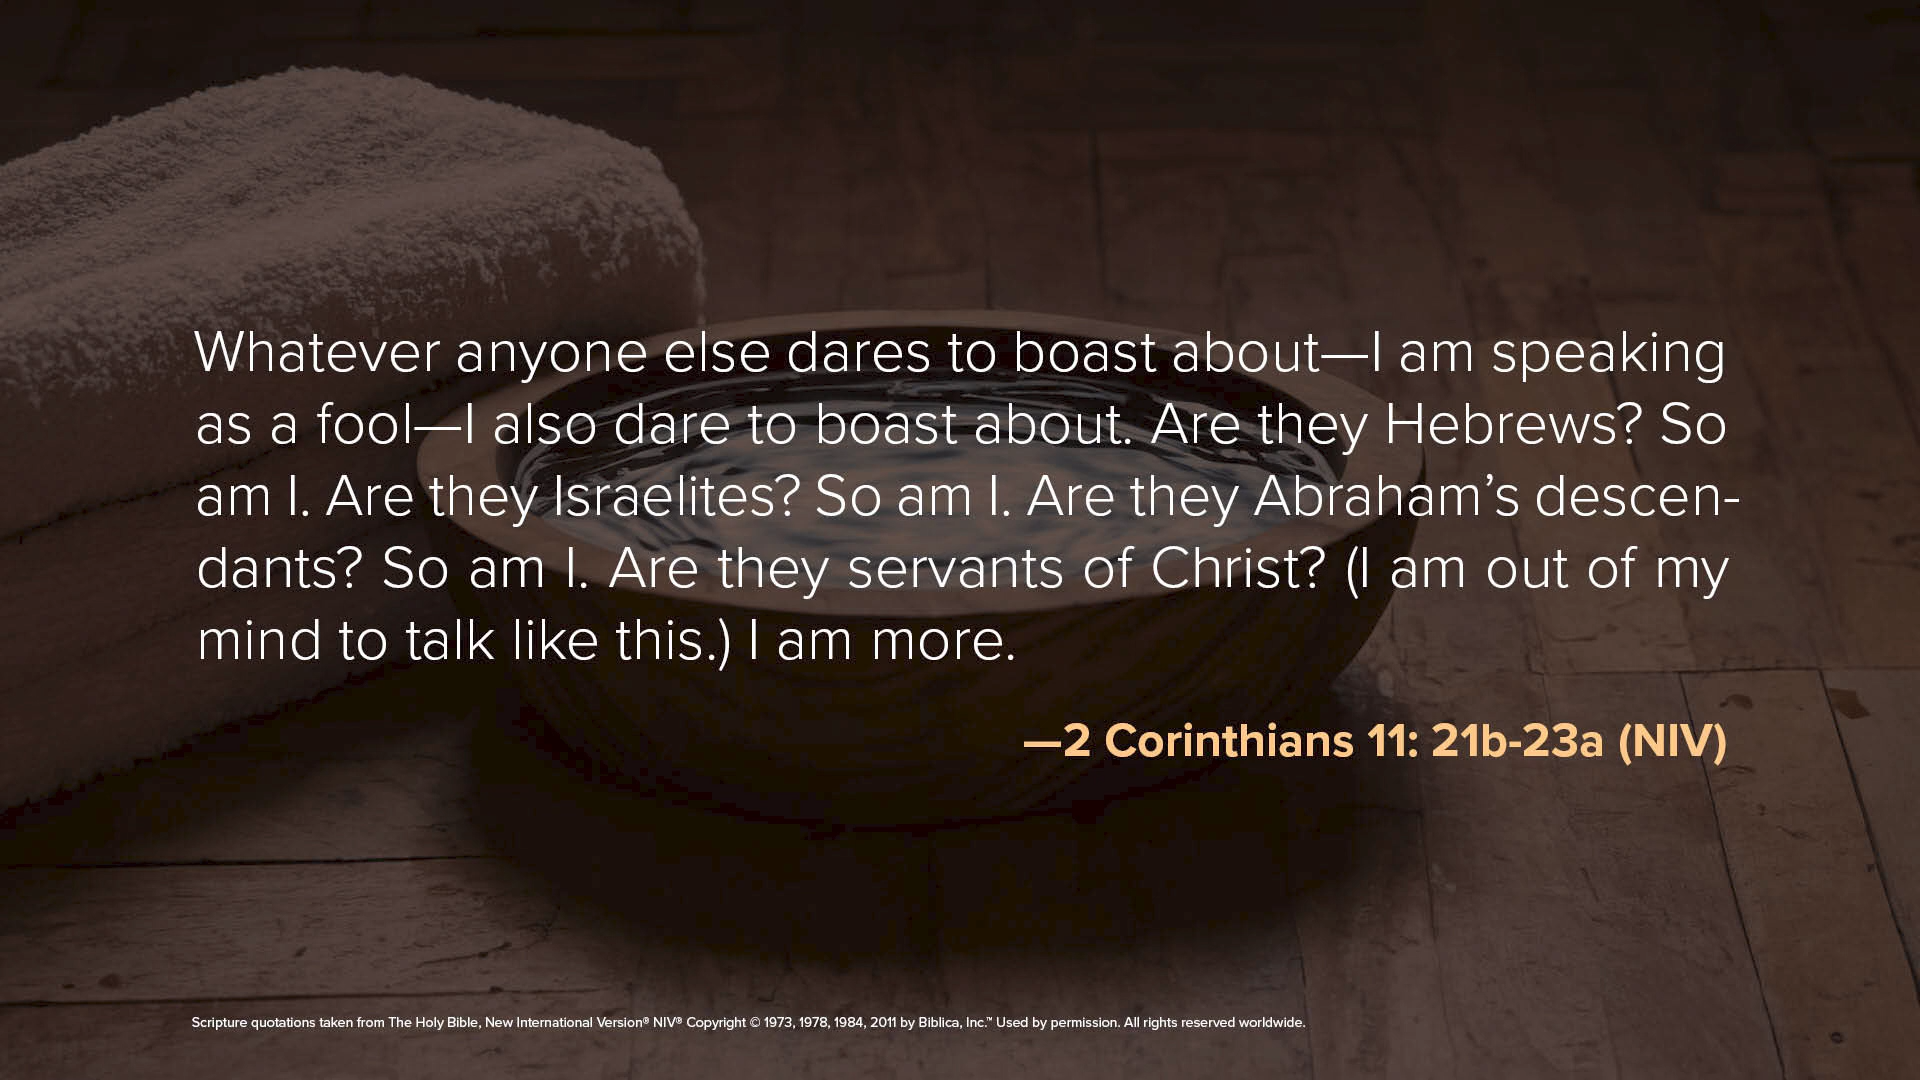 Whatever anyone else dares to boast about—I am speaking
as a fool—I also dare to boast about. Are they Hebrews? So
am I. Are they Israelites? So am I. Are they Abraham’s descen-
dants? So am I. Are they servants of Christ? (I am out of my
mind to talk like this.) I am more.
—2 Corinthians 11: 21b-23a (NIV)
Scripture quotations taken from The Holy Bible, New International Version® NIV® Copyright © 1973, 1978, 1984, 2011 by Biblica, Inc.™ Used by permission. All rights reserved worldwide.